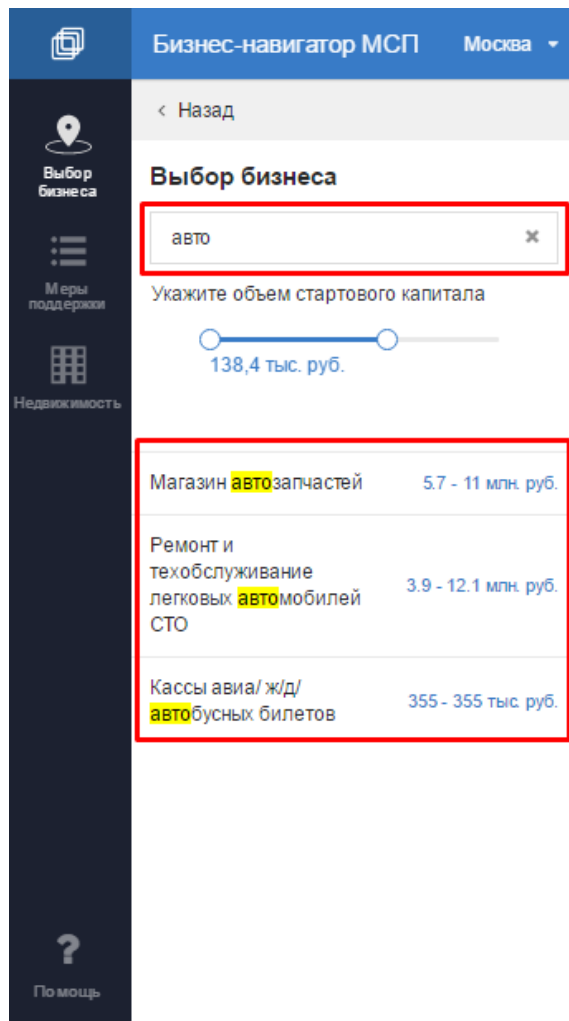 Бизнес-навигатор МСП Москва
Назад
Выбор бизнеса
Выбор бизнеса
авто
Меры поддержки
Укажите объем стартового капитала
138,4 тыс. руб.
Недвижимость
Магазин автозапчастей 5.7 - 11 млн. руб.
Ремонт и
техобслуживание
легковых автомобилей 3.9 - 12.1 млн. руб.
СТО
Кассы авиа/ ж/д/
автобусных билетов 355 - 355 тыс. руб.
?
Помощь